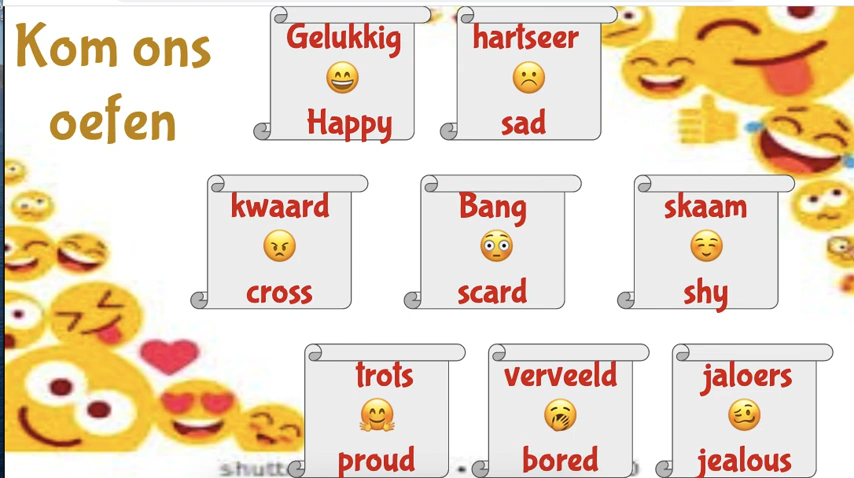 Kom ons
oefen
Gelukkig
Happy
hartseer
sad
kwaard
cross
Bang
scard
skaam
shy
trots
proud
verveeld
bored
jaloers
jealous
shutt